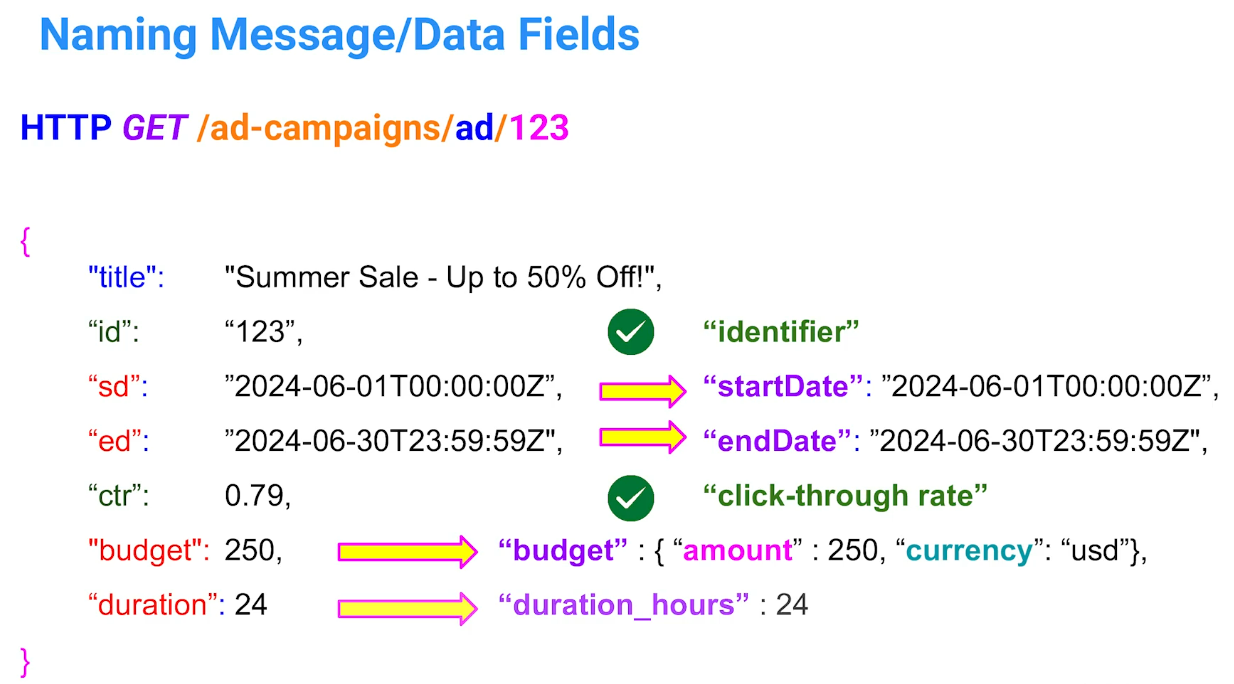 Naming Message/Data Fields
HTTP GET /ad-campaigns/ad/123
{
"title": "Summer Sale - Up to 50% Off!",
“id”: “123”, “identifier”
“sd”: ”2024-06-01T00:00:00Z”, “startDate”: ”2024-06-01T00:00:00Z”,
“ed”: ”2024-06-30T23:59:59Z", “endDate”: ”2024-06-30T23:59:59Z",
“ctr”: 0.79, “click-through rate”
"budget": 250, “budget” : { “amount” : 250, “currency”: “usd”},
“duration”: 24 “duration_hours” : 24
}